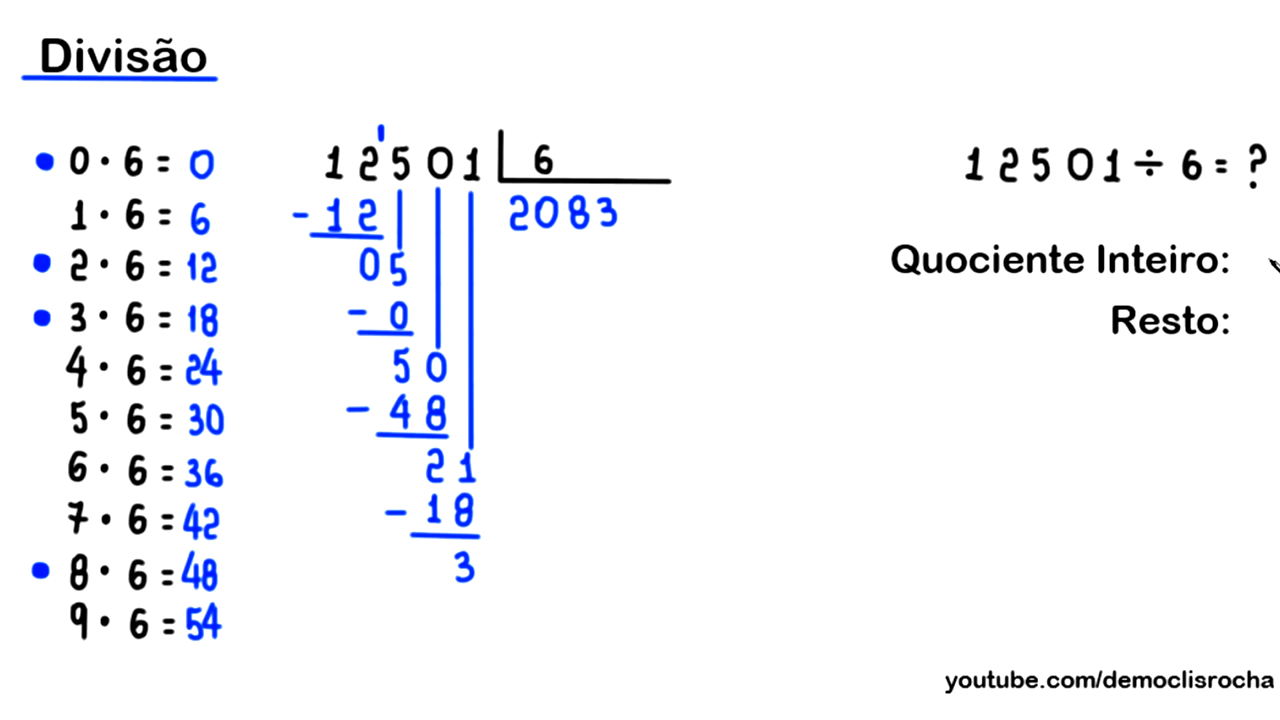 Divisão
0 · 6 = 0
1 · 6 = 6
2 · 6 = 12
3 · 6 = 18
4 · 6 = 24
5 · 6 = 30
6 · 6 = 36
7 · 6 = 42
8 · 6 = 48
9 · 6 = 54
12'501 6
- 12 2083
05
- 0
50
- 48
21
- 18
3
12501 ÷ 6 = ?
Quociente Inteiro:
Resto:
youtube.com/democlisrocha